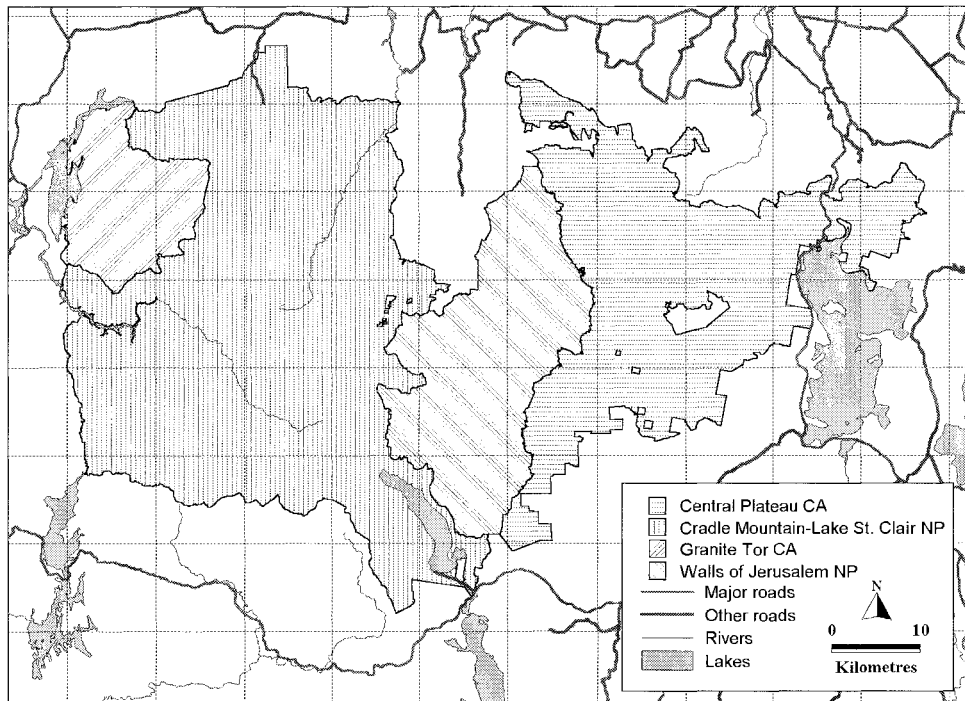 Central Plateau CA
Cradle Mountain-Lake St. Clair NP
Granite Tor CA
Walls of Jerusalem NP
Major roads
Other roads
Rivers
Lakes
N
0 10
Kilometres